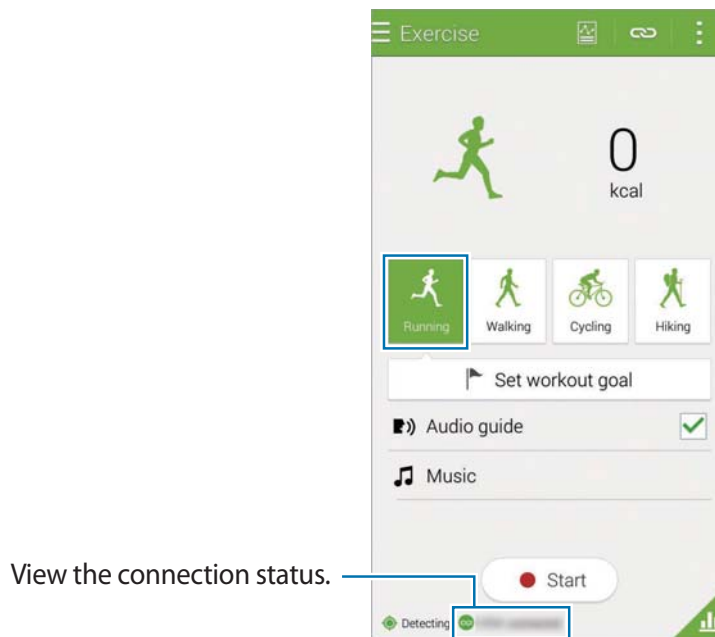 Exercise
0
kcal
Running
Walking
Cycling
Hiking
Set workout goal
Audio guide
Music
View the connection status.
Start
Detecting